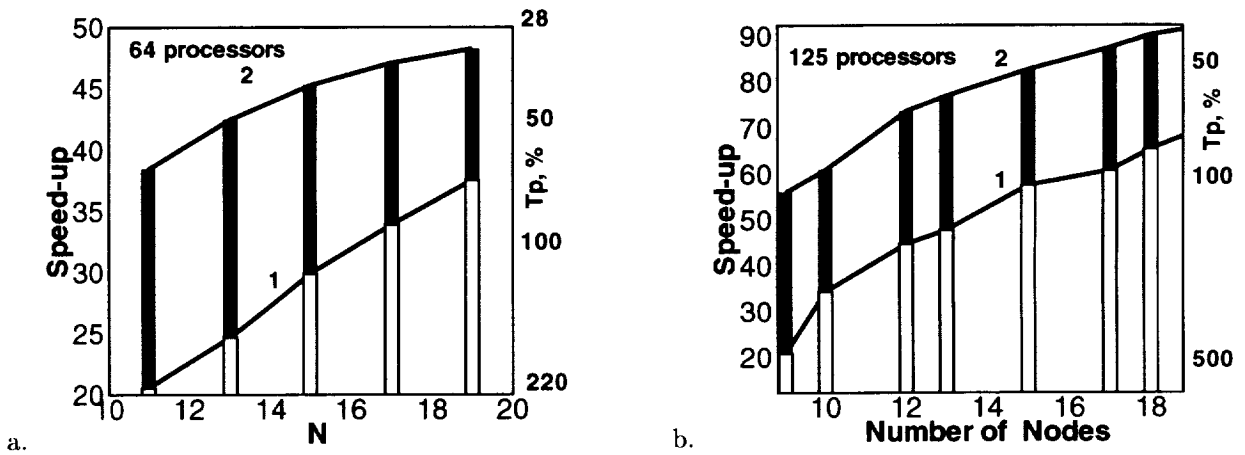 64 processors
2
1
50
45
40
35
30
25
20
Speed-up
10 12 14 16 18 20
N
28
50
100
220
Tp, %
a.
125 processors
2
1
90
80
70
60
50
40
30
20
Speed-up
10 12 14 16 18
Number of Nodes
50
100
500
Tp, %
b.